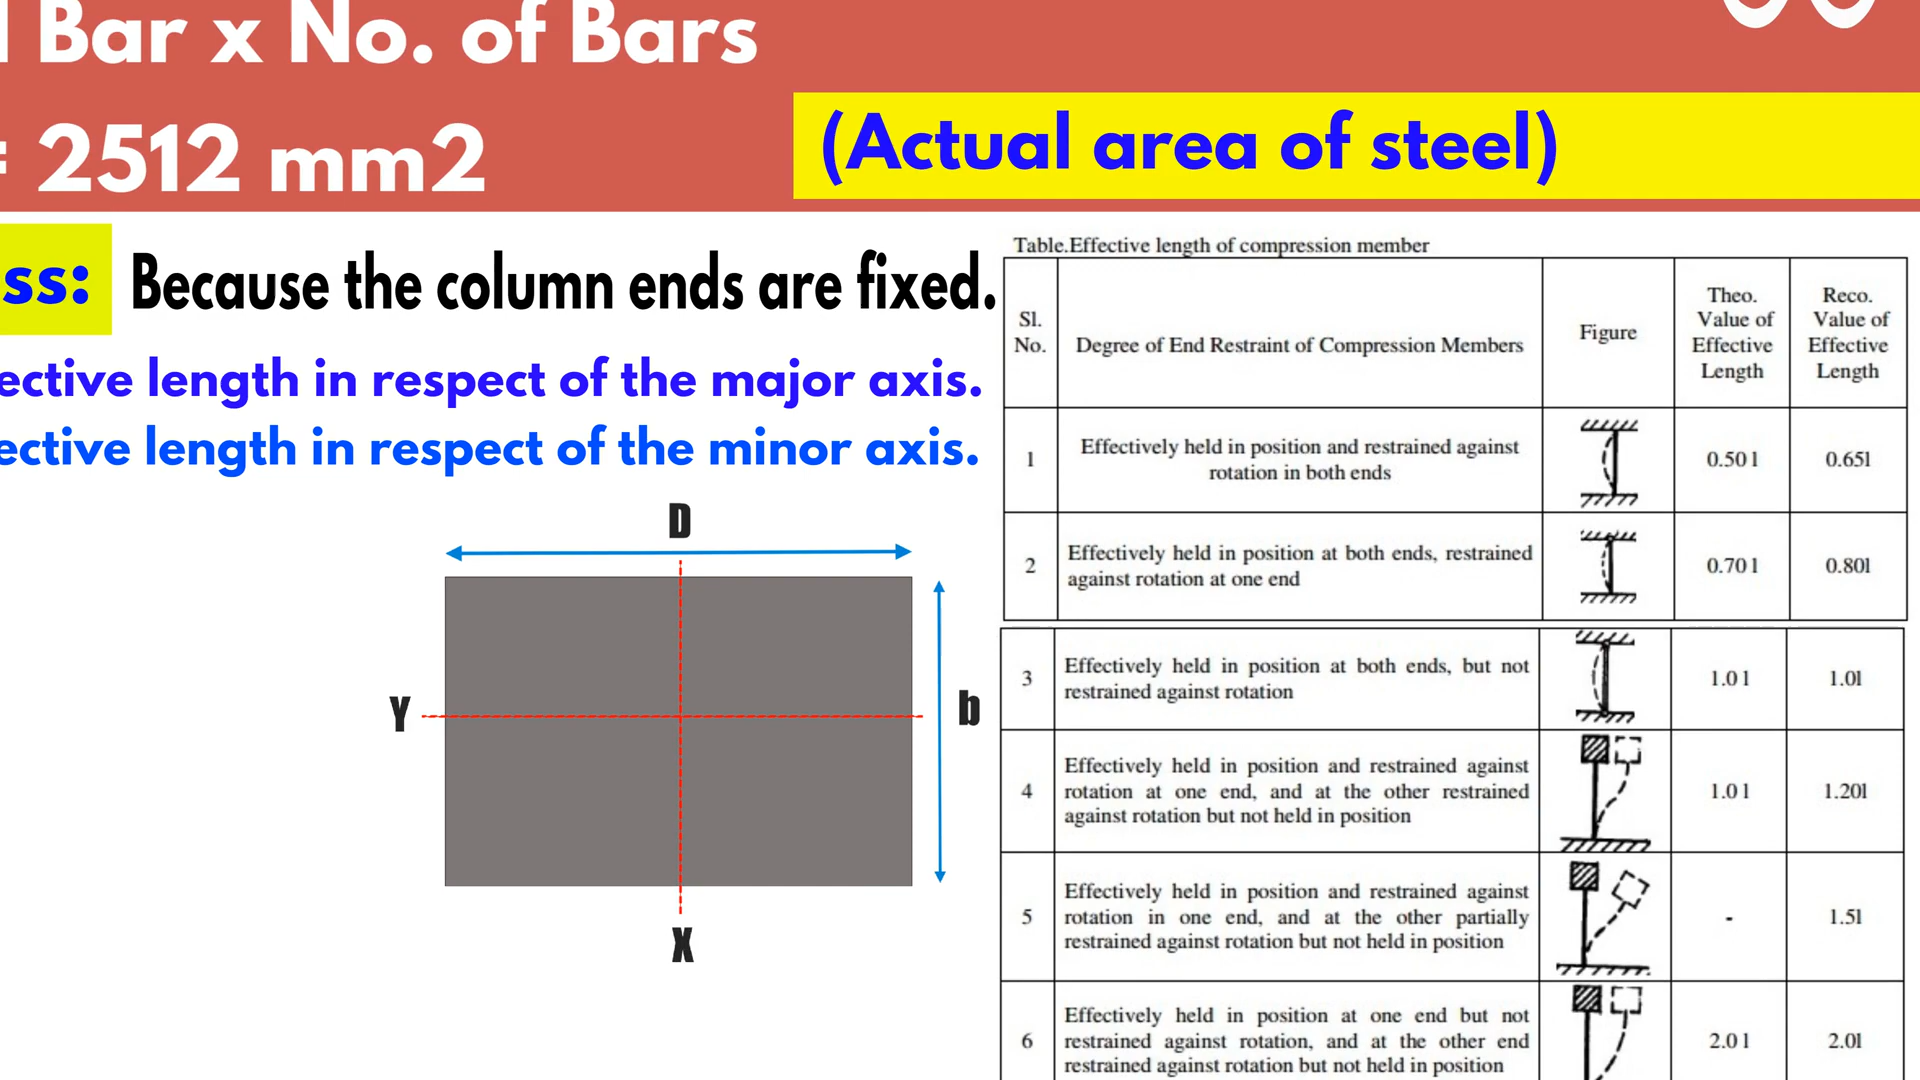 Bar x No. of Bars
= 2512 mm2
(Actual area of steel)
ss: Because the column ends are fixed.
ective length in respect of the major axis.
ective length in respect of the minor axis.
D
Y
b
X
Table.Effective length of compression member
Sl. No.
Degree of End Restraint of Compression Members
Figure
Theo. Value of Effective Length
Reco. Value of Effective Length
1
Effectively held in position and restrained against
rotation in both ends
0.50 l
0.65l
2
Effectively held in position at both ends, restrained
against rotation at one end
0.70 l
0.80l
3
Effectively held in position at both ends, but not
restrained against rotation
1.0 l
1.0l
4
Effectively held in position and restrained against
rotation at one end, and at the other restrained
against rotation but not held in position
1.0 l
1.20l
5
Effectively held in position and restrained against
rotation in one end, and at the other partially
restrained against rotation but not held in position
-
1.5l
6
Effectively held in position at one end but not
restrained against rotation, and at the other end
restrained against rotation but not held in position
2.0 l
2.0l